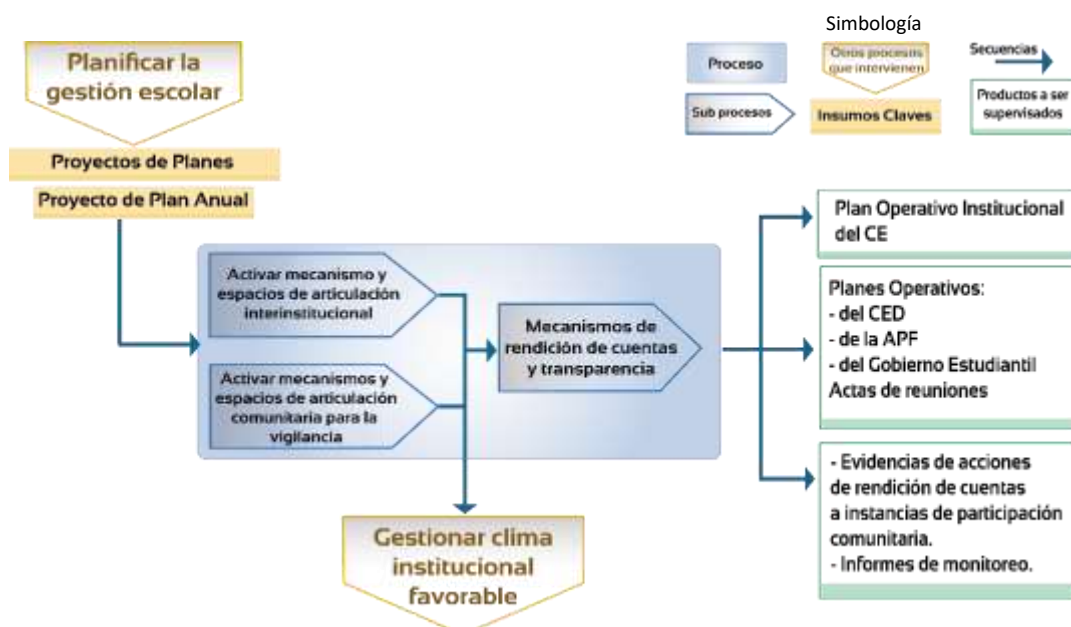 Simbología
Planificar la
gestión escolar
Proceso
Otros procesos
que intervienen
Secuencias
Sub procesos
Insumos Claves
Productos a ser
supervisados
Proyectos de Planes
Proyecto de Plan Anual
Activar mecanismo y
espacios de articulación
interinstitucional
Activar mecanismos y
espacios de articulación
comunitaria para la
vigilancia
Mecanismos de
rendición de cuentas
y transparencia
Plan Operativo Institucional
del CE
Planes Operativos:
- del CED
- de la APF
- del Gobierno Estudiantil
Actas de reuniones
- Evidencias de acciones
de rendición de cuentas
a instancias de participación
comunitaria.
- Informes de monitoreo.
Gestionar clima
institucional
favorable